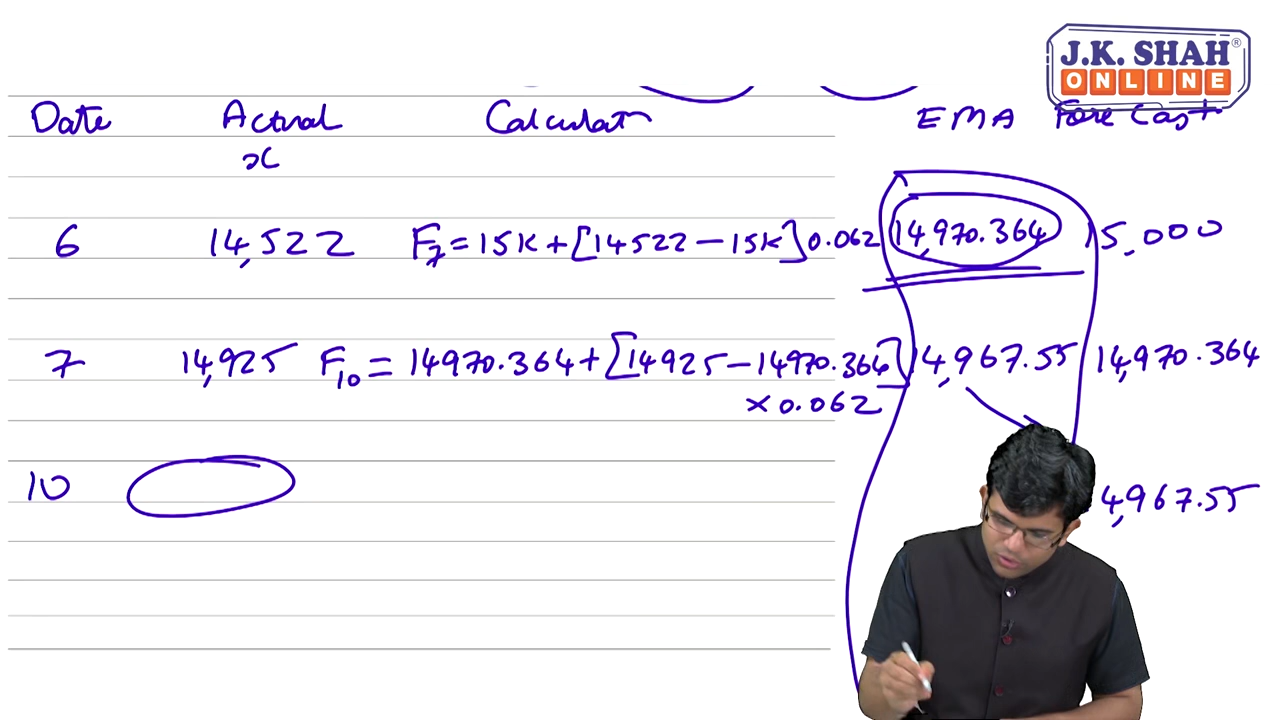 J.K. SHAH®
ONLINE
Date Actual Calculatn EMA Fore Cast
x
6 14,522 F7 = 15K + [14522 – 15K] 0.062 14,970.364 15,000
7 14,925 F10 = 14970.364 + [14925 – 14970.364] 14,967.55 14,970.364
× 0.062
10 4,967.55